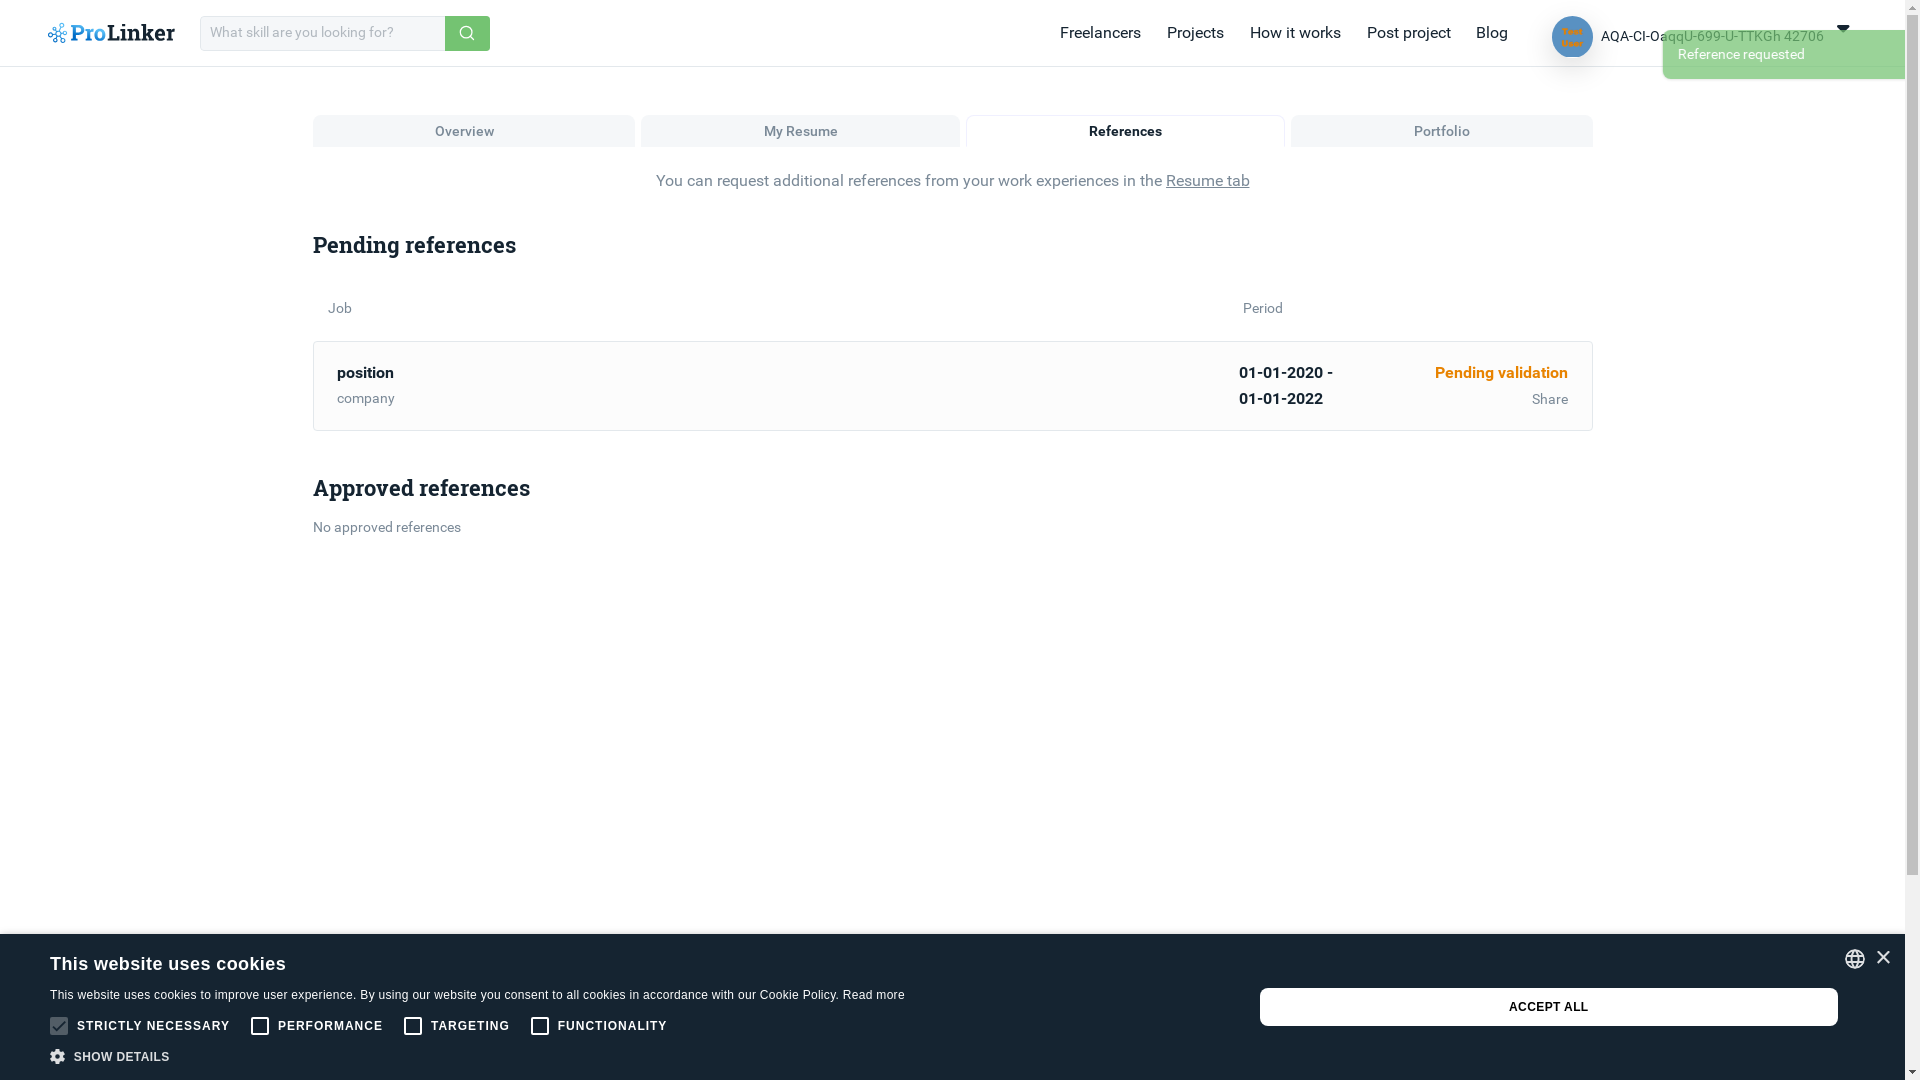 ProLinker
What skill are you looking for?
Freelancers
Projects
How it works
Post project
Blog
Test
User
AQA-CI-OaqqU-699-U-TTKGh 42706
Reference requested
Overview
My Resume
References
Portfolio
You can request additional references from your work experiences in the Resume tab
Pending references
Job
Period
position
company
01-01-2020 -
01-01-2022
Pending validation
Share
Approved references
No approved references
This website uses cookies
This website uses cookies to improve user experience. By using our website you consent to all cookies in accordance with our Cookie Policy. Read more
STRICTLY NECESSARY
PERFORMANCE
TARGETING
FUNCTIONALITY
SHOW DETAILS
ACCEPT ALL